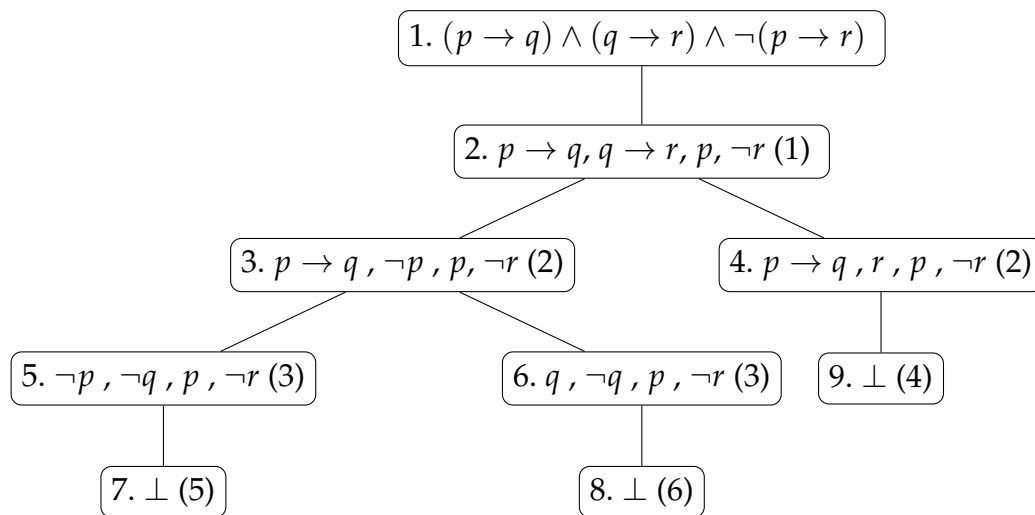 1. (p → q) ∧ (q → r) ∧ ¬(p → r)
2. p → q, q → r, p, ¬r (1)
3. p → q , ¬p , p, ¬r (2)
4. p → q , r , p , ¬r (2)
5. ¬p , ¬q , p , ¬r (3)
6. q , ¬q , p , ¬r (3)
9. ⊥ (4)
7. ⊥ (5)
8. ⊥ (6)